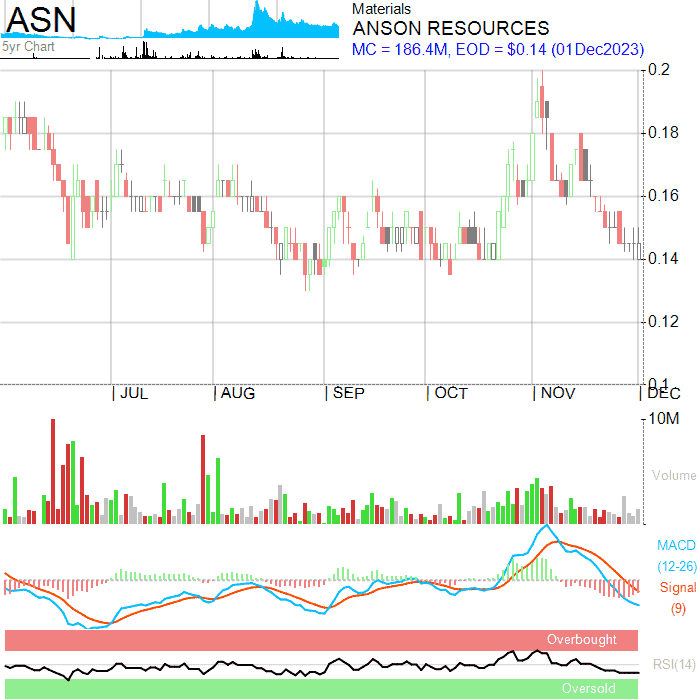 ASN
5yr Chart
Materials
ANSON RESOURCES
MC = 186.4M, EOD = $0.14 (01Dec2023)
0.2
0.18
0.16
0.14
0.12
0.1
JUL AUG SEP OCT NOV DEC
10M
Volume
MACD
(12-26)
Signal
(9)
Overbought
RSI(14)
Oversold